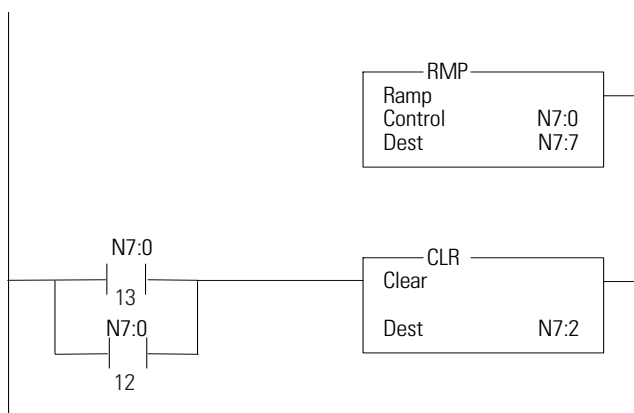 RMP
Ramp
Control N7:0
Dest N7:7
N7:0
13
N7:0
12
CLR
Clear
Dest N7:2